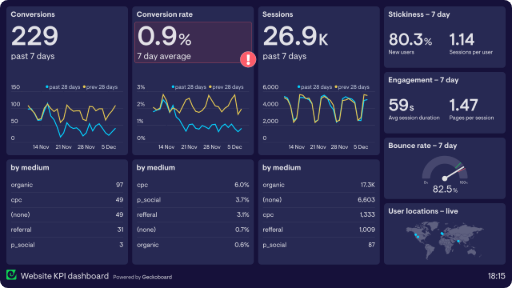 Conversions
229
past 7 days
past 28 days prev 28 days
150
100
50
0
14 Nov 21 Nov 28 Nov 5 Dec
Conversion rate
0.9%
7 day average
!
past 28 days prev 28 days
3%
2%
1%
0%
14 Nov 21 Nov 28 Nov 5 Dec
Sessions
26.9K
past 7 days
past 28 days prev 28 days
6,000
4,000
2,000
0
14 Nov 21 Nov 28 Nov 5 Dec
Stickiness – 7 day
80.3% 1.14
New users Sessions per user
Engagement – 7 day
59s 1.47
Avg session duration Pages per session
Bounce rate – 7 day
82.5%
User locations – live
by medium
organic 97
cpc 49
(none) 49
referral 31
p_social 3
by medium
cpc 6.0%
p_social 3.7%
refferal 3.1%
(none) 0.7%
organic 0.6%
by medium
organic 17.3K
(none) 6,603
cpc 1,333
refferal 1,009
p_social 87
Website KPI dashboard Powered by Geckoboard
18:15